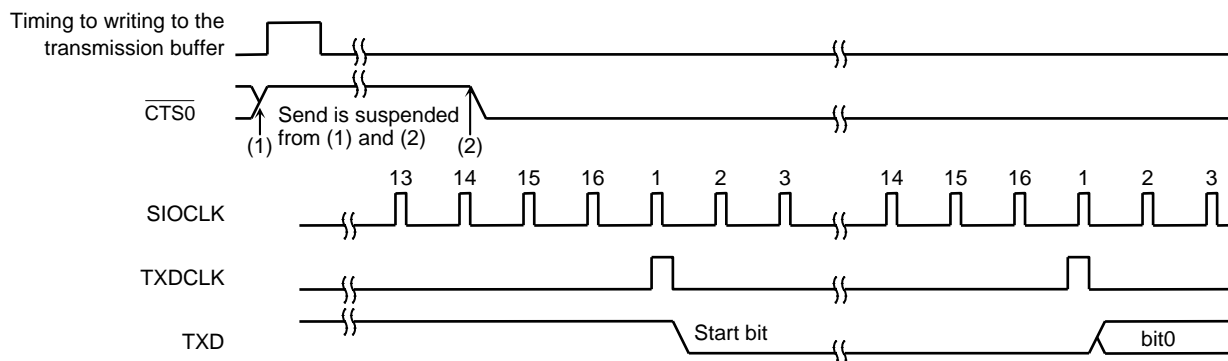 Timing to writing to the
transmission buffer
CTS0
Send is suspended
from (1) and (2)
(1)
(2)
13 14 15 16 1 2 3 14 15 16 1 2 3
SIOCLK
TXDCLK
TXD
Start bit
bit0